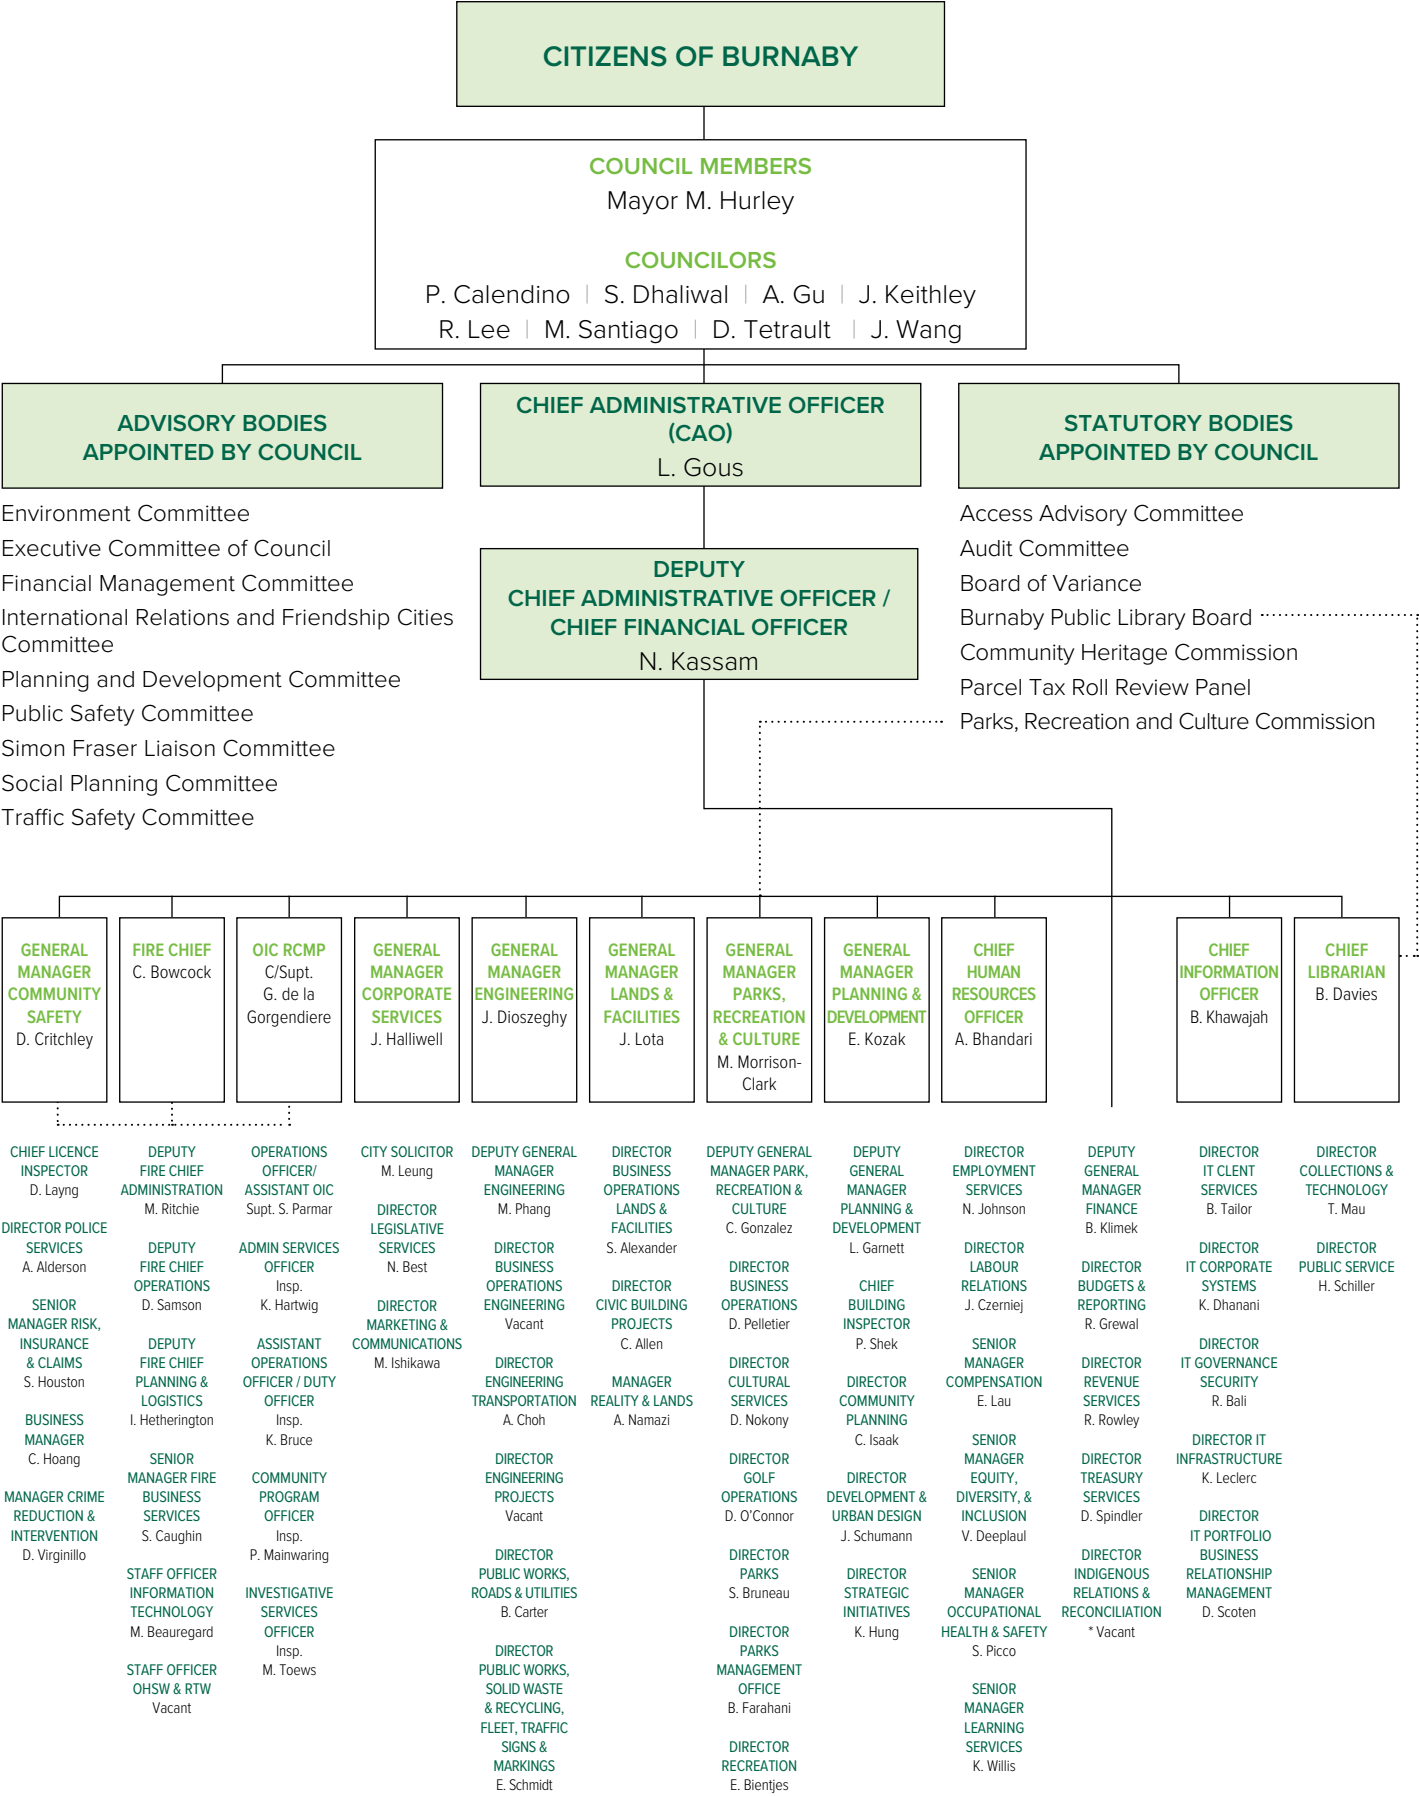 CITIZENS OF BURNABY
COUNCIL MEMBERS
Mayor M. Hurley
COUNCILORS
P. Calendino | S. Dhaliwal | A. Gu | J. Keithley
R. Lee | M. Santiago | D. Tetrault | J. Wang
ADVISORY BODIES
APPOINTED BY COUNCIL
Environment Committee
Executive Committee of Council
Financial Management Committee
International Relations and Friendship Cities
Committee
Planning and Development Committee
Public Safety Committee
Simon Fraser Liaison Committee
Social Planning Committee
Traffic Safety Committee
CHIEF ADMINISTRATIVE OFFICER
(CAO)
L. Gous
DEPUTY
CHIEF ADMINISTRATIVE OFFICER /
CHIEF FINANCIAL OFFICER
N. Kassam
STATUTORY BODIES
APPOINTED BY COUNCIL
Access Advisory Committee
Audit Committee
Board of Variance
Burnaby Public Library Board
Community Heritage Commission
Parcel Tax Roll Review Panel
Parks, Recreation and Culture Commission
GENERAL
MANAGER
COMMUNITY
SAFETY
D. Critchley
FIRE CHIEF
C. Bowcock
OIC RCMP
C/Supt.
G. de la
Gorgendiere
GENERAL
MANAGER
CORPORATE
SERVICES
J. Halliwell
GENERAL
MANAGER
ENGINEERING
J. Dioszeghy
GENERAL
MANAGER
LANDS &
FACILITIES
J. Lota
GENERAL
MANAGER
PARKS,
RECREATION
& CULTURE
M. Morrison-
Clark
GENERAL
MANAGER
PLANNING &
DEVELOPMENT
E. Kozak
CHIEF
HUMAN
RESOURCES
OFFICER
A. Bhandari
CHIEF
INFORMATION
OFFICER
B. Khawajah
CHIEF
LIBRARIAN
B. Davies
CHIEF LICENCE
INSPECTOR
D. Layng
DIRECTOR POLICE
SERVICES
A. Alderson
SENIOR
MANAGER RISK,
INSURANCE
& CLAIMS
S. Houston
BUSINESS
MANAGER
C. Hoang
MANAGER CRIME
REDUCTION &
INTERVENTION
D. Virginillo
DEPUTY
FIRE CHIEF
ADMINISTRATION
M. Ritchie
DEPUTY
FIRE CHIEF
OPERATIONS
D. Samson
DEPUTY
FIRE CHIEF
PLANNING &
LOGISTICS
I. Hetherington
SENIOR
MANAGER FIRE
BUSINESS
SERVICES
S. Caughin
STAFF OFFICER
INFORMATION
TECHNOLOGY
M. Beauregard
STAFF OFFICER
OHSW & RTW
Vacant
OPERATIONS
OFFICER/
ASSISTANT OIC
Supt. S. Parmar
ADMIN SERVICES
OFFICER
Insp.
K. Hartwig
ASSISTANT
OPERATIONS
OFFICER / DUTY
OFFICER
Insp.
K. Bruce
COMMUNITY
PROGRAM
OFFICER
Insp.
P. Mainwaring
INVESTIGATIVE
SERVICES
OFFICER
Insp.
M. Toews
CITY SOLICITOR
M. Leung
DIRECTOR
LEGISLATIVE
SERVICES
N. Best
DIRECTOR
MARKETING &
COMMUNICATIONS
M. Ishikawa
DEPUTY GENERAL
MANAGER
ENGINEERING
M. Phang
DIRECTOR
BUSINESS
OPERATIONS
ENGINEERING
Vacant
DIRECTOR
ENGINEERING
TRANSPORTATION
A. Choh
DIRECTOR
ENGINEERING
PROJECTS
Vacant
DIRECTOR
PUBLIC WORKS,
ROADS & UTILITIES
B. Carter
DIRECTOR
PUBLIC WORKS,
SOLID WASTE
& RECYCLING,
FLEET, TRAFFIC
SIGNS &
MARKINGS
E. Schmidt
DIRECTOR
BUSINESS
OPERATIONS
LANDS &
FACILITIES
S. Alexander
DIRECTOR
CIVIC BUILDING
PROJECTS
C. Allen
MANAGER
REALITY & LANDS
A. Namazi
DEPUTY GENERAL
MANAGER PARK,
RECREATION &
CULTURE
C. Gonzalez
DIRECTOR
BUSINESS
OPERATIONS
D. Pelletier
DIRECTOR
CULTURAL
SERVICES
D. Nokony
DIRECTOR
GOLF
OPERATIONS
D. O'Connor
DIRECTOR
PARKS
S. Bruneau
DIRECTOR
PARKS
MANAGEMENT
OFFICE
B. Farahani
DIRECTOR
RECREATION
E. Bientjes
DEPUTY
GENERAL
MANAGER
PLANNING &
DEVELOPMENT
L. Garnett
CHIEF
BUILDING
INSPECTOR
P. Shek
DIRECTOR
COMMUNITY
PLANNING
C. Isaak
DIRECTOR
DEVELOPMENT &
URBAN DESIGN
J. Schumann
DIRECTOR
STRATEGIC
INITIATIVES
K. Hung
DIRECTOR
EMPLOYMENT
SERVICES
N. Johnson
DIRECTOR
LABOUR
RELATIONS
J. Czerniej
SENIOR
MANAGER
COMPENSATION
E. Lau
SENIOR
MANAGER
EQUITY,
DIVERSITY, &
INCLUSION
V. Deeplaul
SENIOR
MANAGER
OCCUPATIONAL
HEALTH & SAFETY
S. Picco
SENIOR
MANAGER
LEARNING
SERVICES
K. Willis
DEPUTY
GENERAL
MANAGER
FINANCE
B. Klimek
DIRECTOR
BUDGETS &
REPORTING
R. Grewal
DIRECTOR
REVENUE
SERVICES
R. Rowley
DIRECTOR
TREASURY
SERVICES
D. Spindler
DIRECTOR
INDIGENOUS
RELATIONS &
RECONCILIATION
* Vacant
DIRECTOR
IT CLENT
SERVICES
B. Tailor
DIRECTOR
IT CORPORATE
SYSTEMS
K. Dhanani
DIRECTOR
IT GOVERNANCE
SECURITY
R. Bali
DIRECTOR IT
INFRASTRUCTURE
K. Leclerc
DIRECTOR
IT PORTFOLIO
BUSINESS
RELATIONSHIP
MANAGEMENT
D. Scoten
DIRECTOR
COLLECTIONS &
TECHNOLOGY
T. Mau
DIRECTOR
PUBLIC SERVICE
H. Schiller